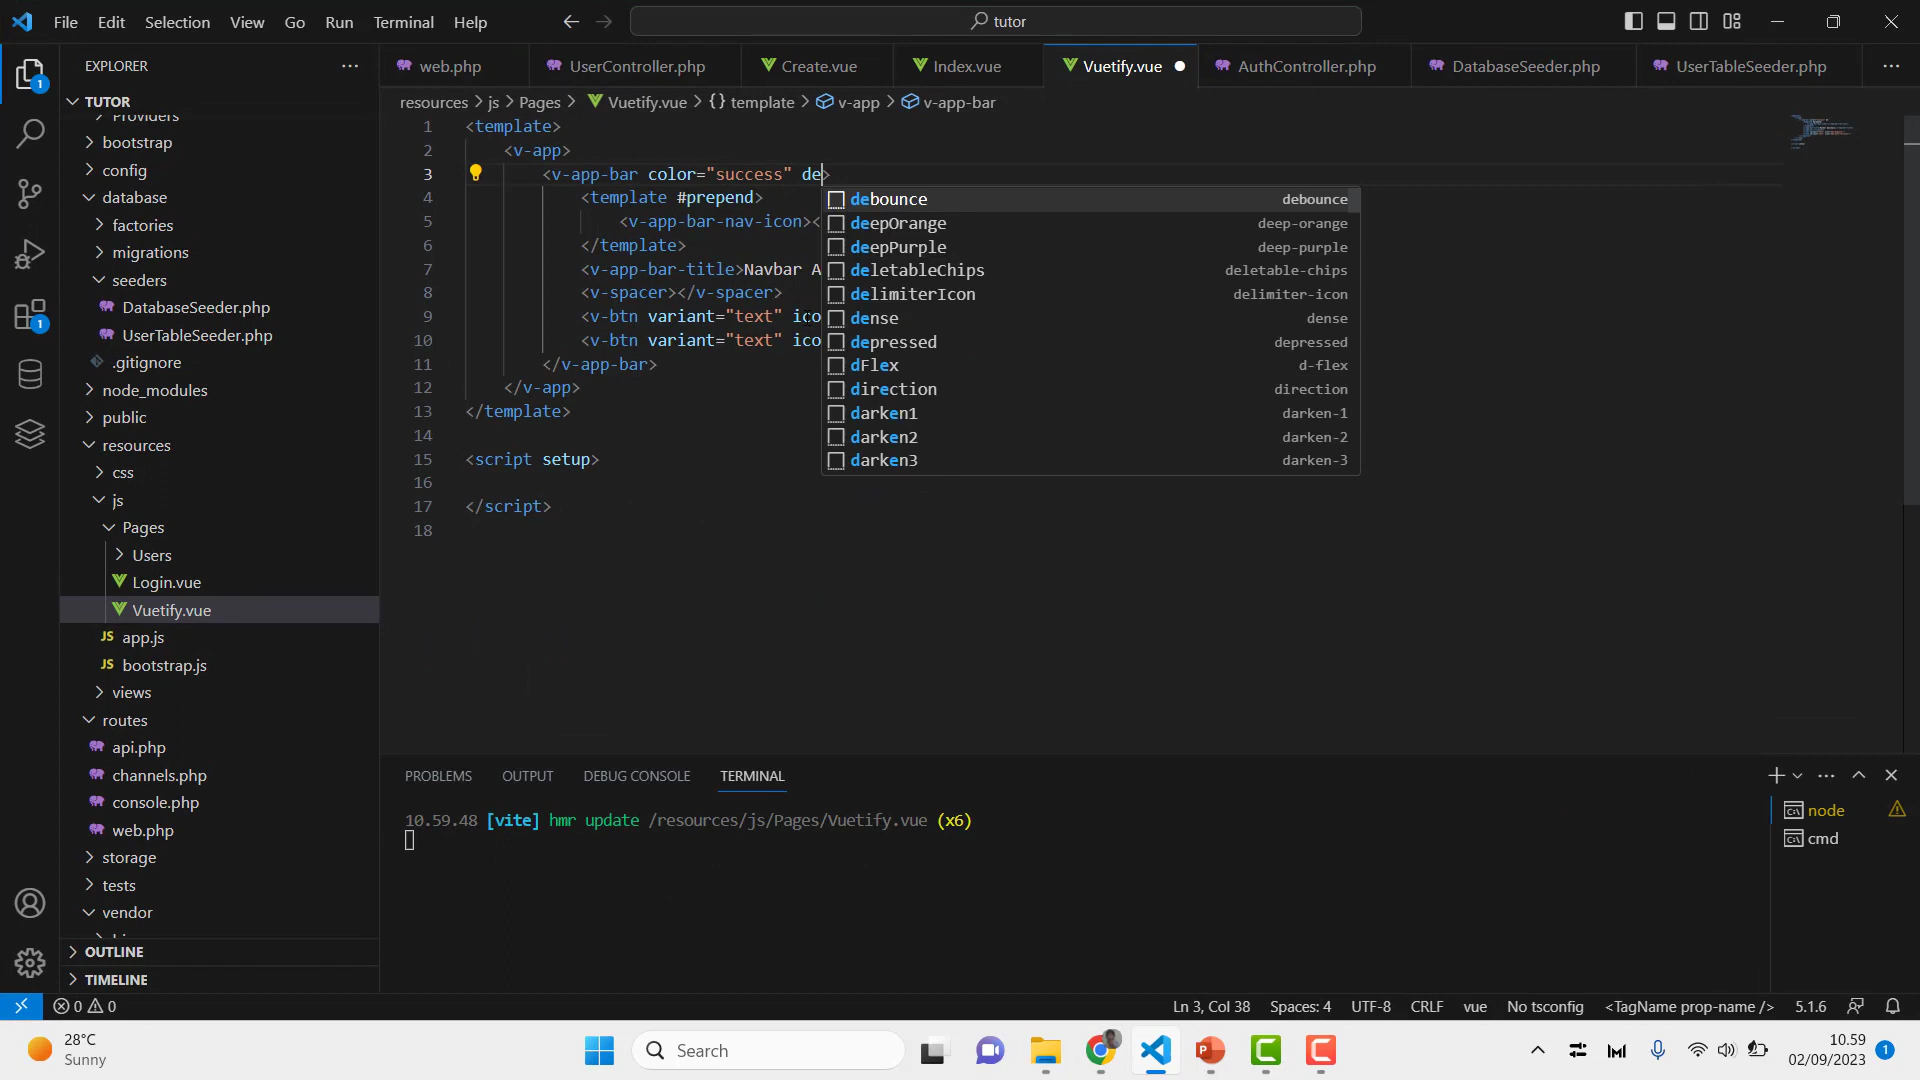 File Edit Selection View Go Run Terminal Help
tutor
EXPLORER
web.php
UserController.php
Create.vue
Index.vue
Vuetify.vue
AuthController.php
DatabaseSeeder.php
UserTableSeeder.php
resources > js > Pages > Vuetify.vue > {} template > v-app > v-app-bar
TUTOR
Providers
bootstrap
config
database
factories
migrations
seeders
DatabaseSeeder.php
UserTableSeeder.php
.gitignore
node_modules
public
resources
css
js
Pages
Users
Login.vue
Vuetify.vue
app.js
bootstrap.js
views
routes
api.php
channels.php
console.php
web.php
storage
tests
vendor
OUTLINE
TIMELINE
1 <template>
2 <v-app>
3 <v-app-bar color="success" de>
4 <template #prepend>
5 <v-app-bar-nav-icon><
6 </template>
7 <v-app-bar-title>Navbar A
8 <v-spacer></v-spacer>
9 <v-btn variant="text" ico
10 <v-btn variant="text" ico
11 </v-app-bar>
12 </v-app>
13 </template>
14
15 <script setup>
16
17 </script>
18
debounce debounce
deepOrange deep-orange
deepPurple deep-purple
deletableChips deletable-chips
delimiterIcon delimiter-icon
dense dense
depressed depressed
dFlex d-flex
direction direction
darken1 darken-1
darken2 darken-2
darken3 darken-3
PROBLEMS OUTPUT DEBUG CONSOLE TERMINAL
10.59.48 [vite] hmr update /resources/js/Pages/Vuetify.vue (x6)
node
cmd
0 0
Ln 3, Col 38 Spaces: 4 UTF-8 CRLF vue No tsconfig <TagName prop-name /> 5.1.6
28°C
Sunny
Search
10.59
02/09/2023
1
1
1